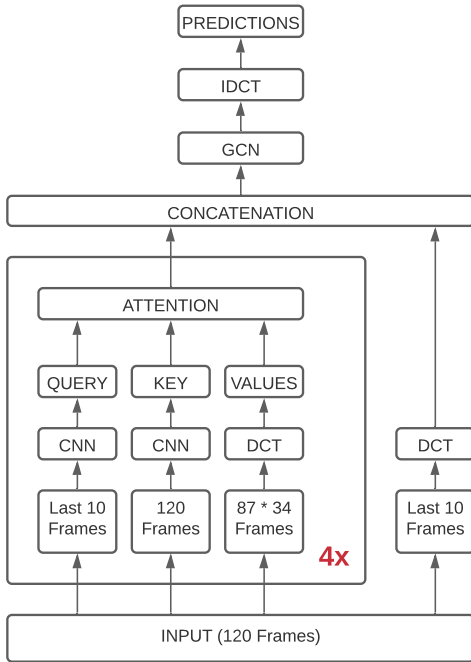 PREDICTIONS
IDCT
GCN
CONCATENATION
ATTENTION
QUERY
KEY
VALUES
CNN
CNN
DCT
DCT
Last 10
Frames
120
Frames
87 * 34
Frames
Last 10
Frames
4x
INPUT (120 Frames)